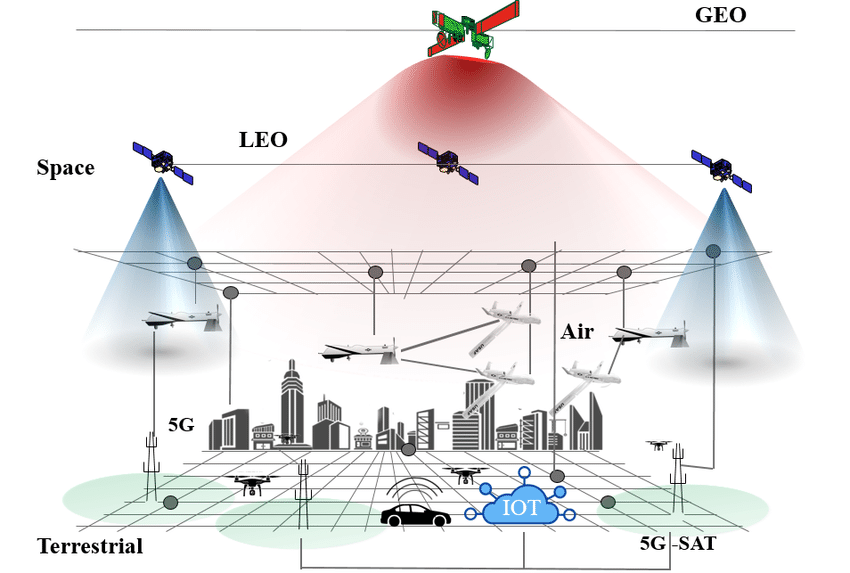 GEO
LEO
Space
Air
5G
IOT
Terrestrial
5G -SAT